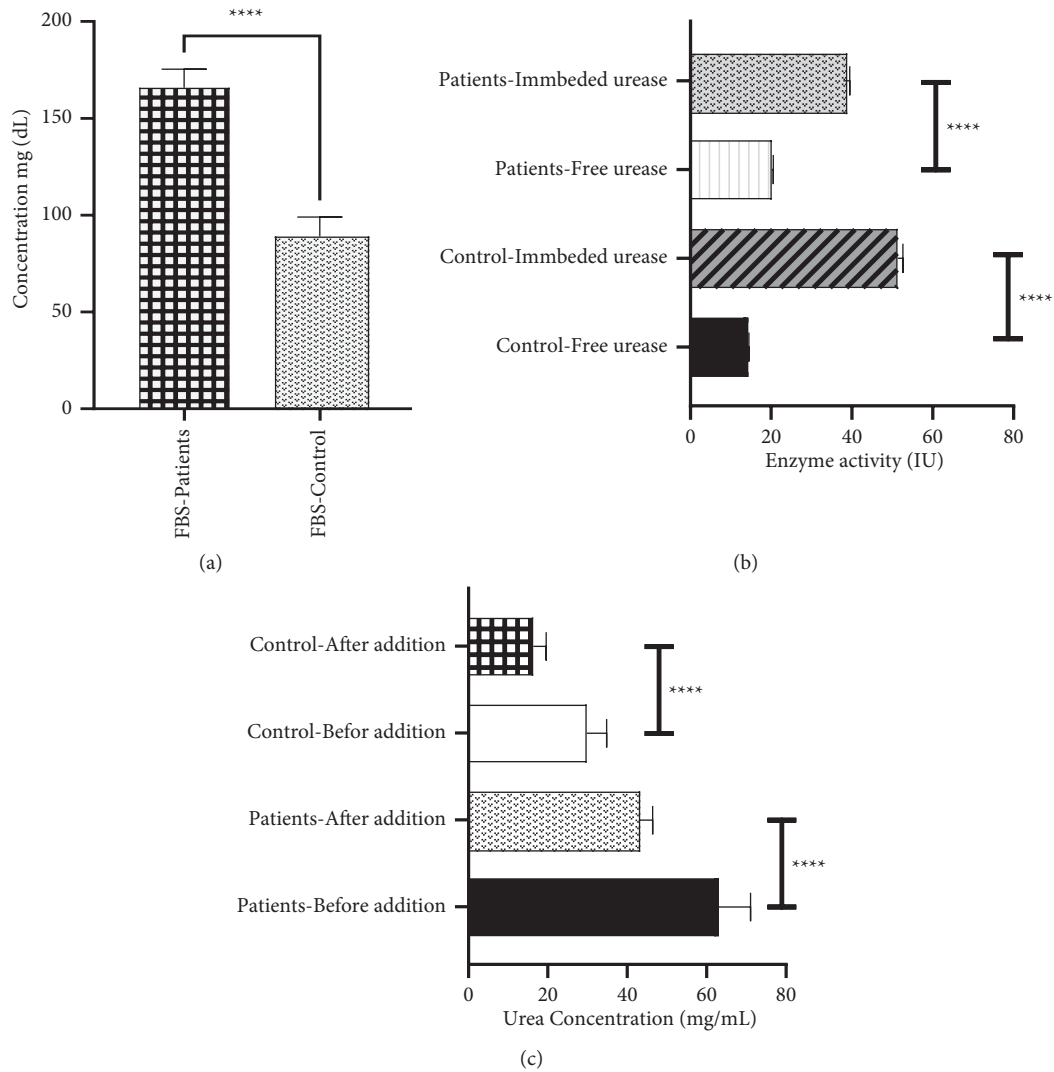 ****
200
150
100
50
0
Concentration mg (dL)
FBS-Patients
FBS-Control
(a)
Patients-Immbeded urease
Patients-Free urease
Control-Immbeded urease
Control-Free urease
****
****
0 20 40 60 80
Enzyme activity (IU)
(b)
Control-After addition
Control-Befor addition
Patients-After addition
Patients-Before addition
****
****
0 20 40 60 80
Urea Concentration (mg/mL)
(c)